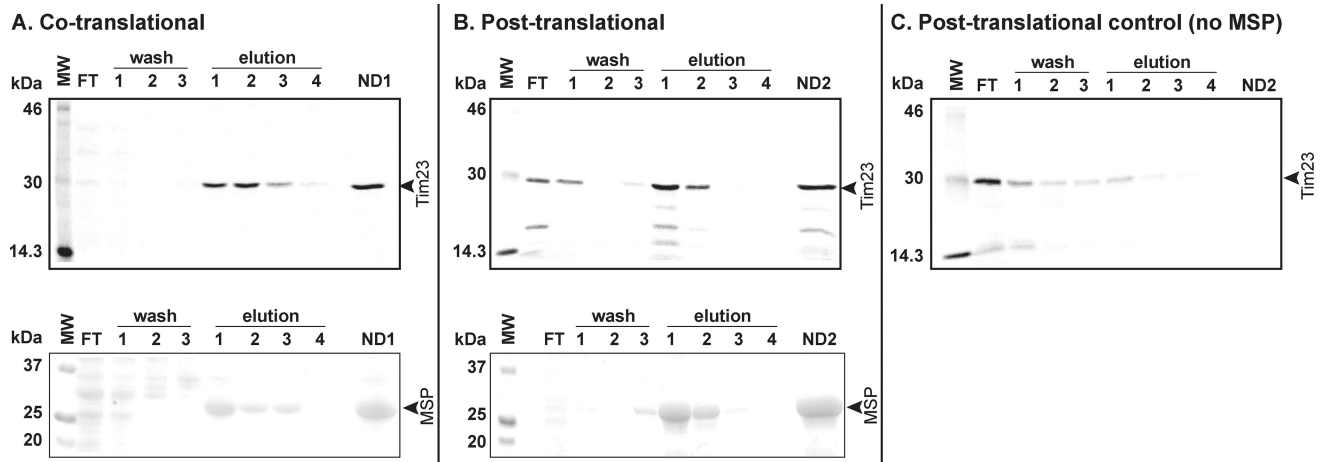 A. Co-translational
wash elution
kDa MW FT 1 2 3 1 2 3 4 ND1
46
30
14.3
Tim23
wash elution
kDa MW FT 1 2 3 1 2 3 4 ND1
37
25
20
MSP
B. Post-translational
wash elution
kDa MW FT 1 2 3 1 2 3 4 ND2
46
30
14.3
Tim23
wash elution
kDa MW FT 1 2 3 1 2 3 4 ND2
37
25
20
MSP
C. Post-translational control (no MSP)
wash elution
kDa MW FT 1 2 3 1 2 3 4 ND2
46
30
14.3
Tim23